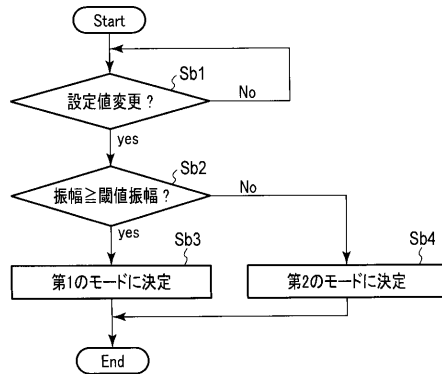 Start
Sb1
設定値変更?
No
yes
Sb2
振幅≧閾値振幅?
No
yes
Sb3
第1のモードに決定
Sb4
第2のモードに決定
End